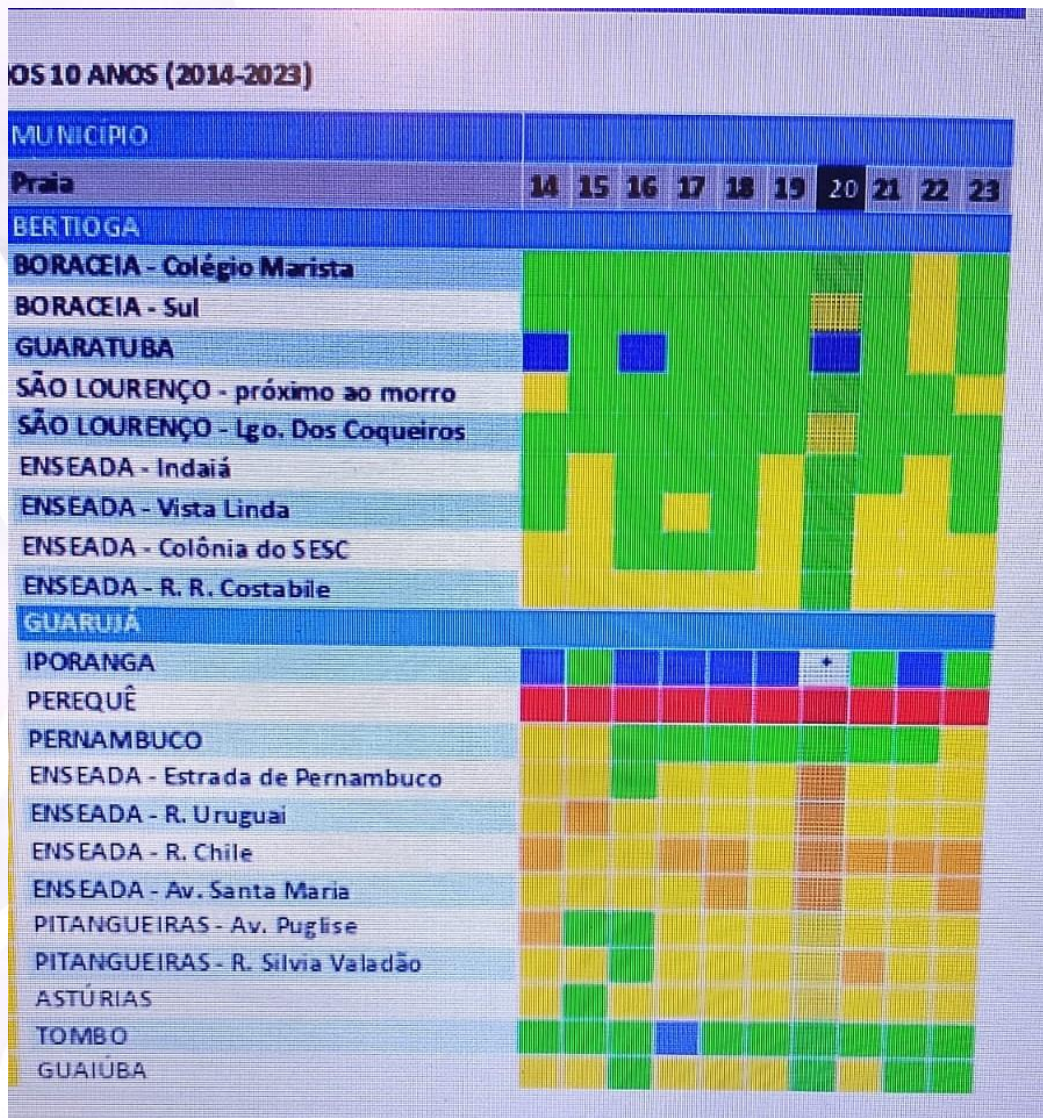 OS 10 ANOS (2014-2023)
MUNICÍPIO
Praia 14 15 16 17 18 19 20 21 22 23
BERTIOGA
BORACEIA - Colégio Marista
BORACEIA - Sul
GUARATUBA
SÃO LOURENÇO - próximo ao morro
SÃO LOURENÇO - Lgo. Dos Coqueiros
ENSEADA - Indaiá
ENSEADA - Vista Linda
ENSEADA - Colônia do SESC
ENSEADA - R. R. Costabile
GUARUJÁ
IPORANGA
PEREQUÊ
PERNAMBUCO
ENSEADA - Estrada de Pernambuco
ENSEADA - R. Uruguai
ENSEADA - R. Chile
ENSEADA - Av. Santa Maria
PITANGUEIRAS - Av. Puglise
PITANGUEIRAS - R. Silvia Valadão
ASTÚRIAS
TOMBO
GUAIÚBA